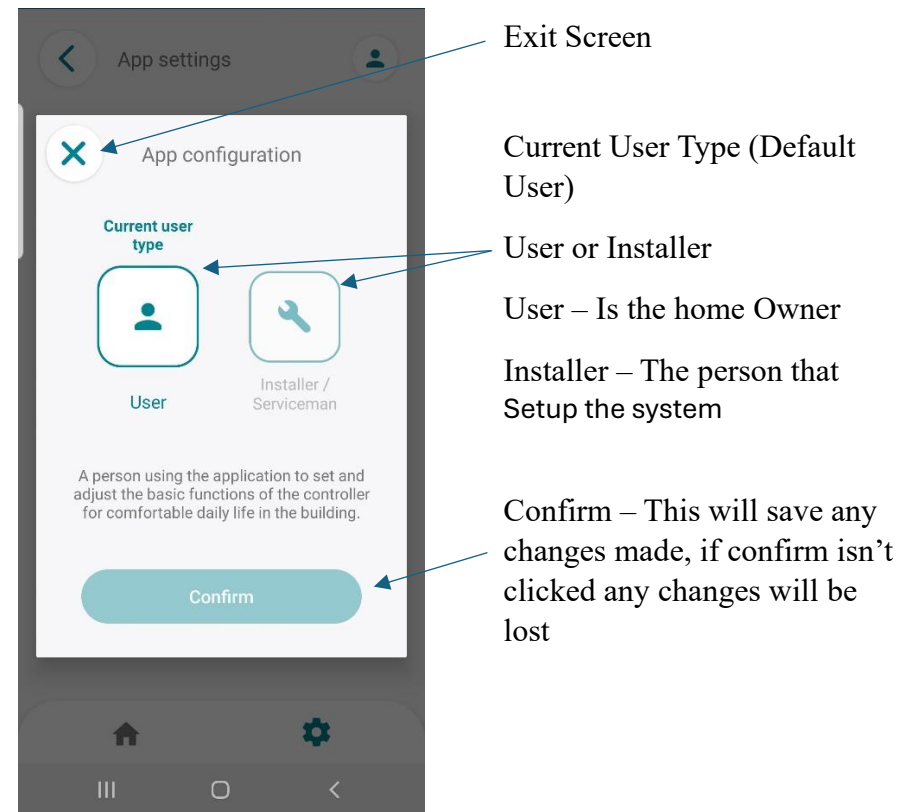 App settings
App configuration
Current user
type
User
Installer /
Serviceman
A person using the application to set and
adjust the basic functions of the controller
for comfortable daily life in the building.
Confirm
Exit Screen
Current User Type (Default
User)
User or Installer
User – Is the home Owner
Installer – The person that
Setup the system
Confirm – This will save any
changes made, if confirm isn’t
clicked any changes will be
lost